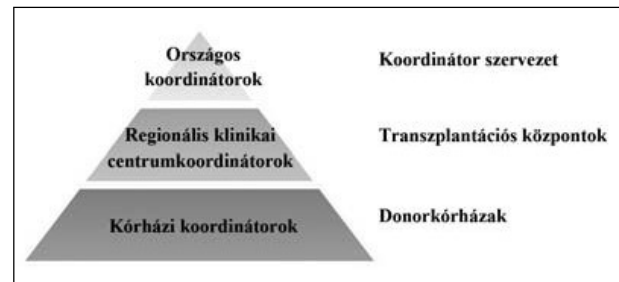 Országos
koordinátorok
Koordinátor szervezet
Regionális klinikai
centrumkoordinátorok
Transzplantációs központok
Kórházi koordinátorok
Donorkórházak